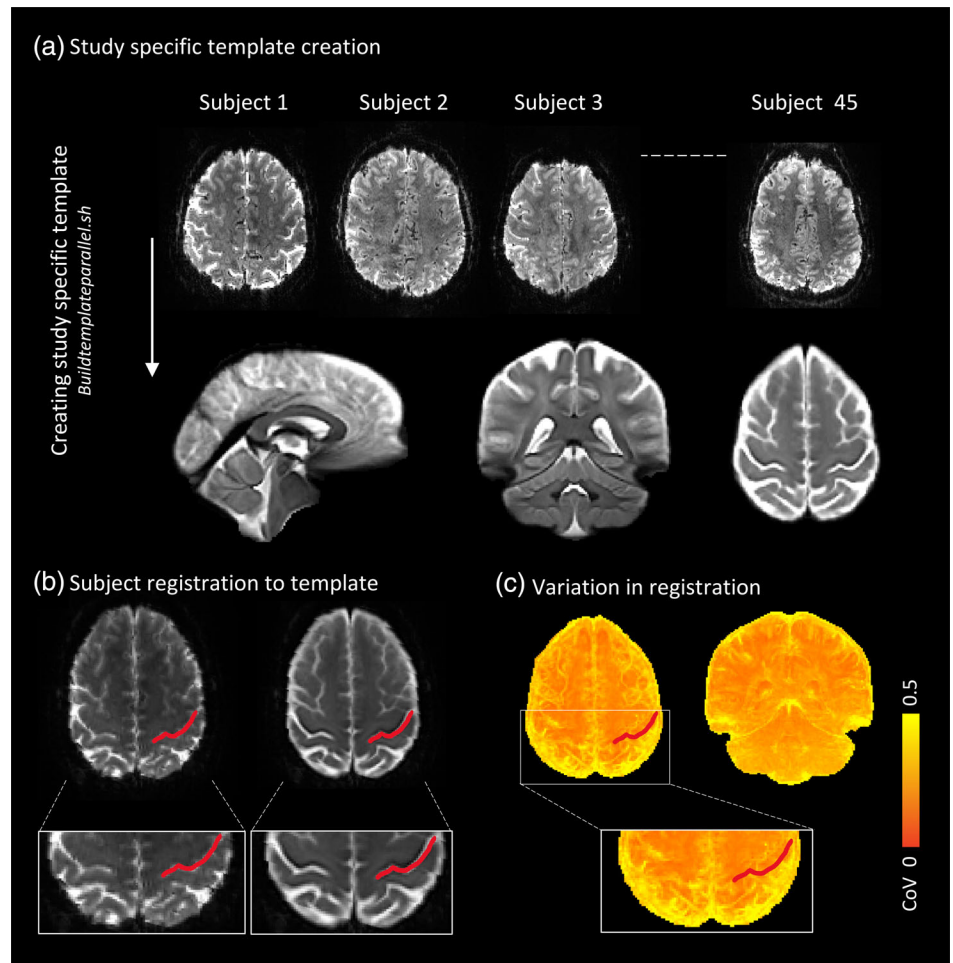 (a) Study specific template creation
Subject 1
Subject 2
Subject 3
Subject 45
Creating study specific template
Buildtemplateparallel.sh
(b) Subject registration to template
(c) Variation in registration
CoV 0 0.5